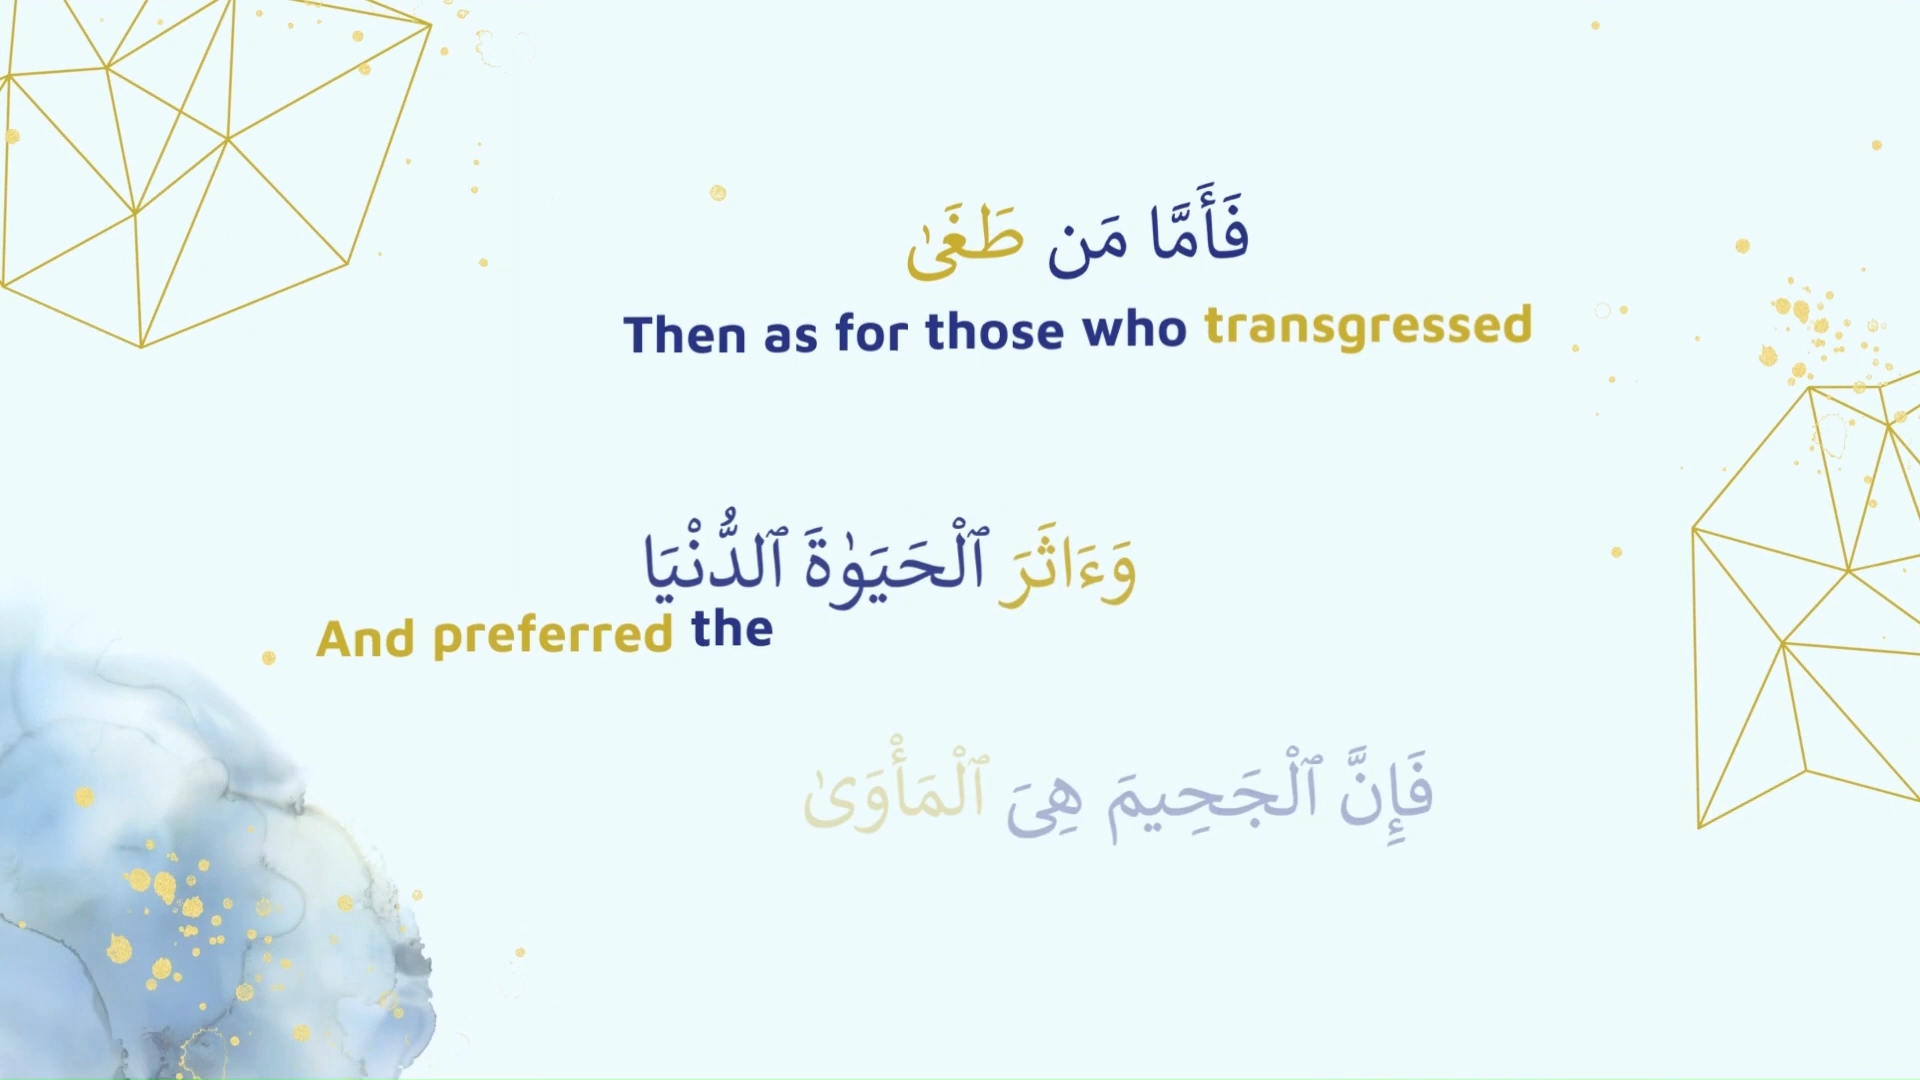 فَأَمَّا مَن طَغَىٰ
Then as for those who transgressed
وَءَاثَرَ ٱلْحَيَوٰةَ ٱلدُّنْيَا
And preferred the
فَإِنَّ ٱلْجَحِيمَ هِىَ ٱلْمَأْوَىٰ